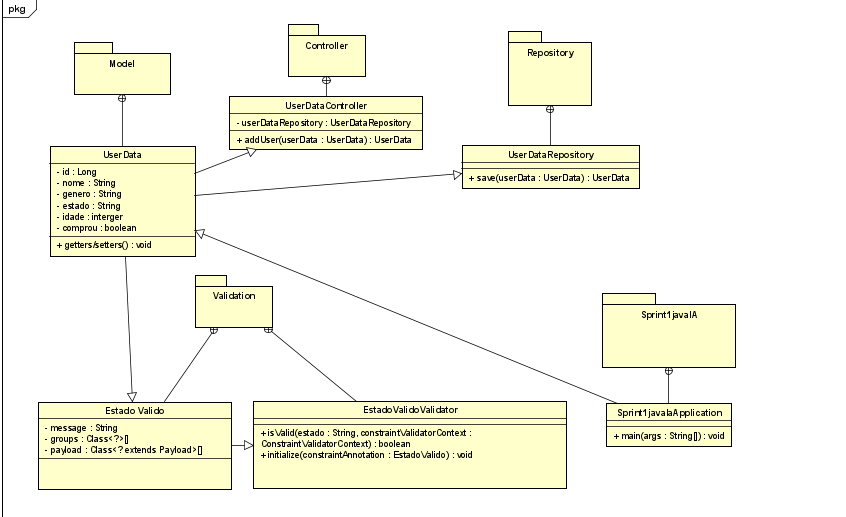 pkg
Model
Controller
Repository
UserDataController
- userDataRepository : UserDataRepository
+ addUser(userData : UserData) : UserData
UserData
- id : Long
- nome : String
- genero : String
- estado : String
- idade : interger
- comprou : boolean
+ getters/setters() : void
UserDataRepository
+ save(userData : UserData) : UserData
Validation
Sprint1javaIA
Estado Valido
- message : String
- groups : Class<?>[]
- payload : Class<? extends Payload>[]
EstadoValidoValidator
+ isValid(estado : String, constraintValidatorContext :
ConstraintValidatorContext) : boolean
+ initialize(constraintAnnotation : EstadoValido) : void
Sprint1javaIaApplication
+ main(args : String[]) : void